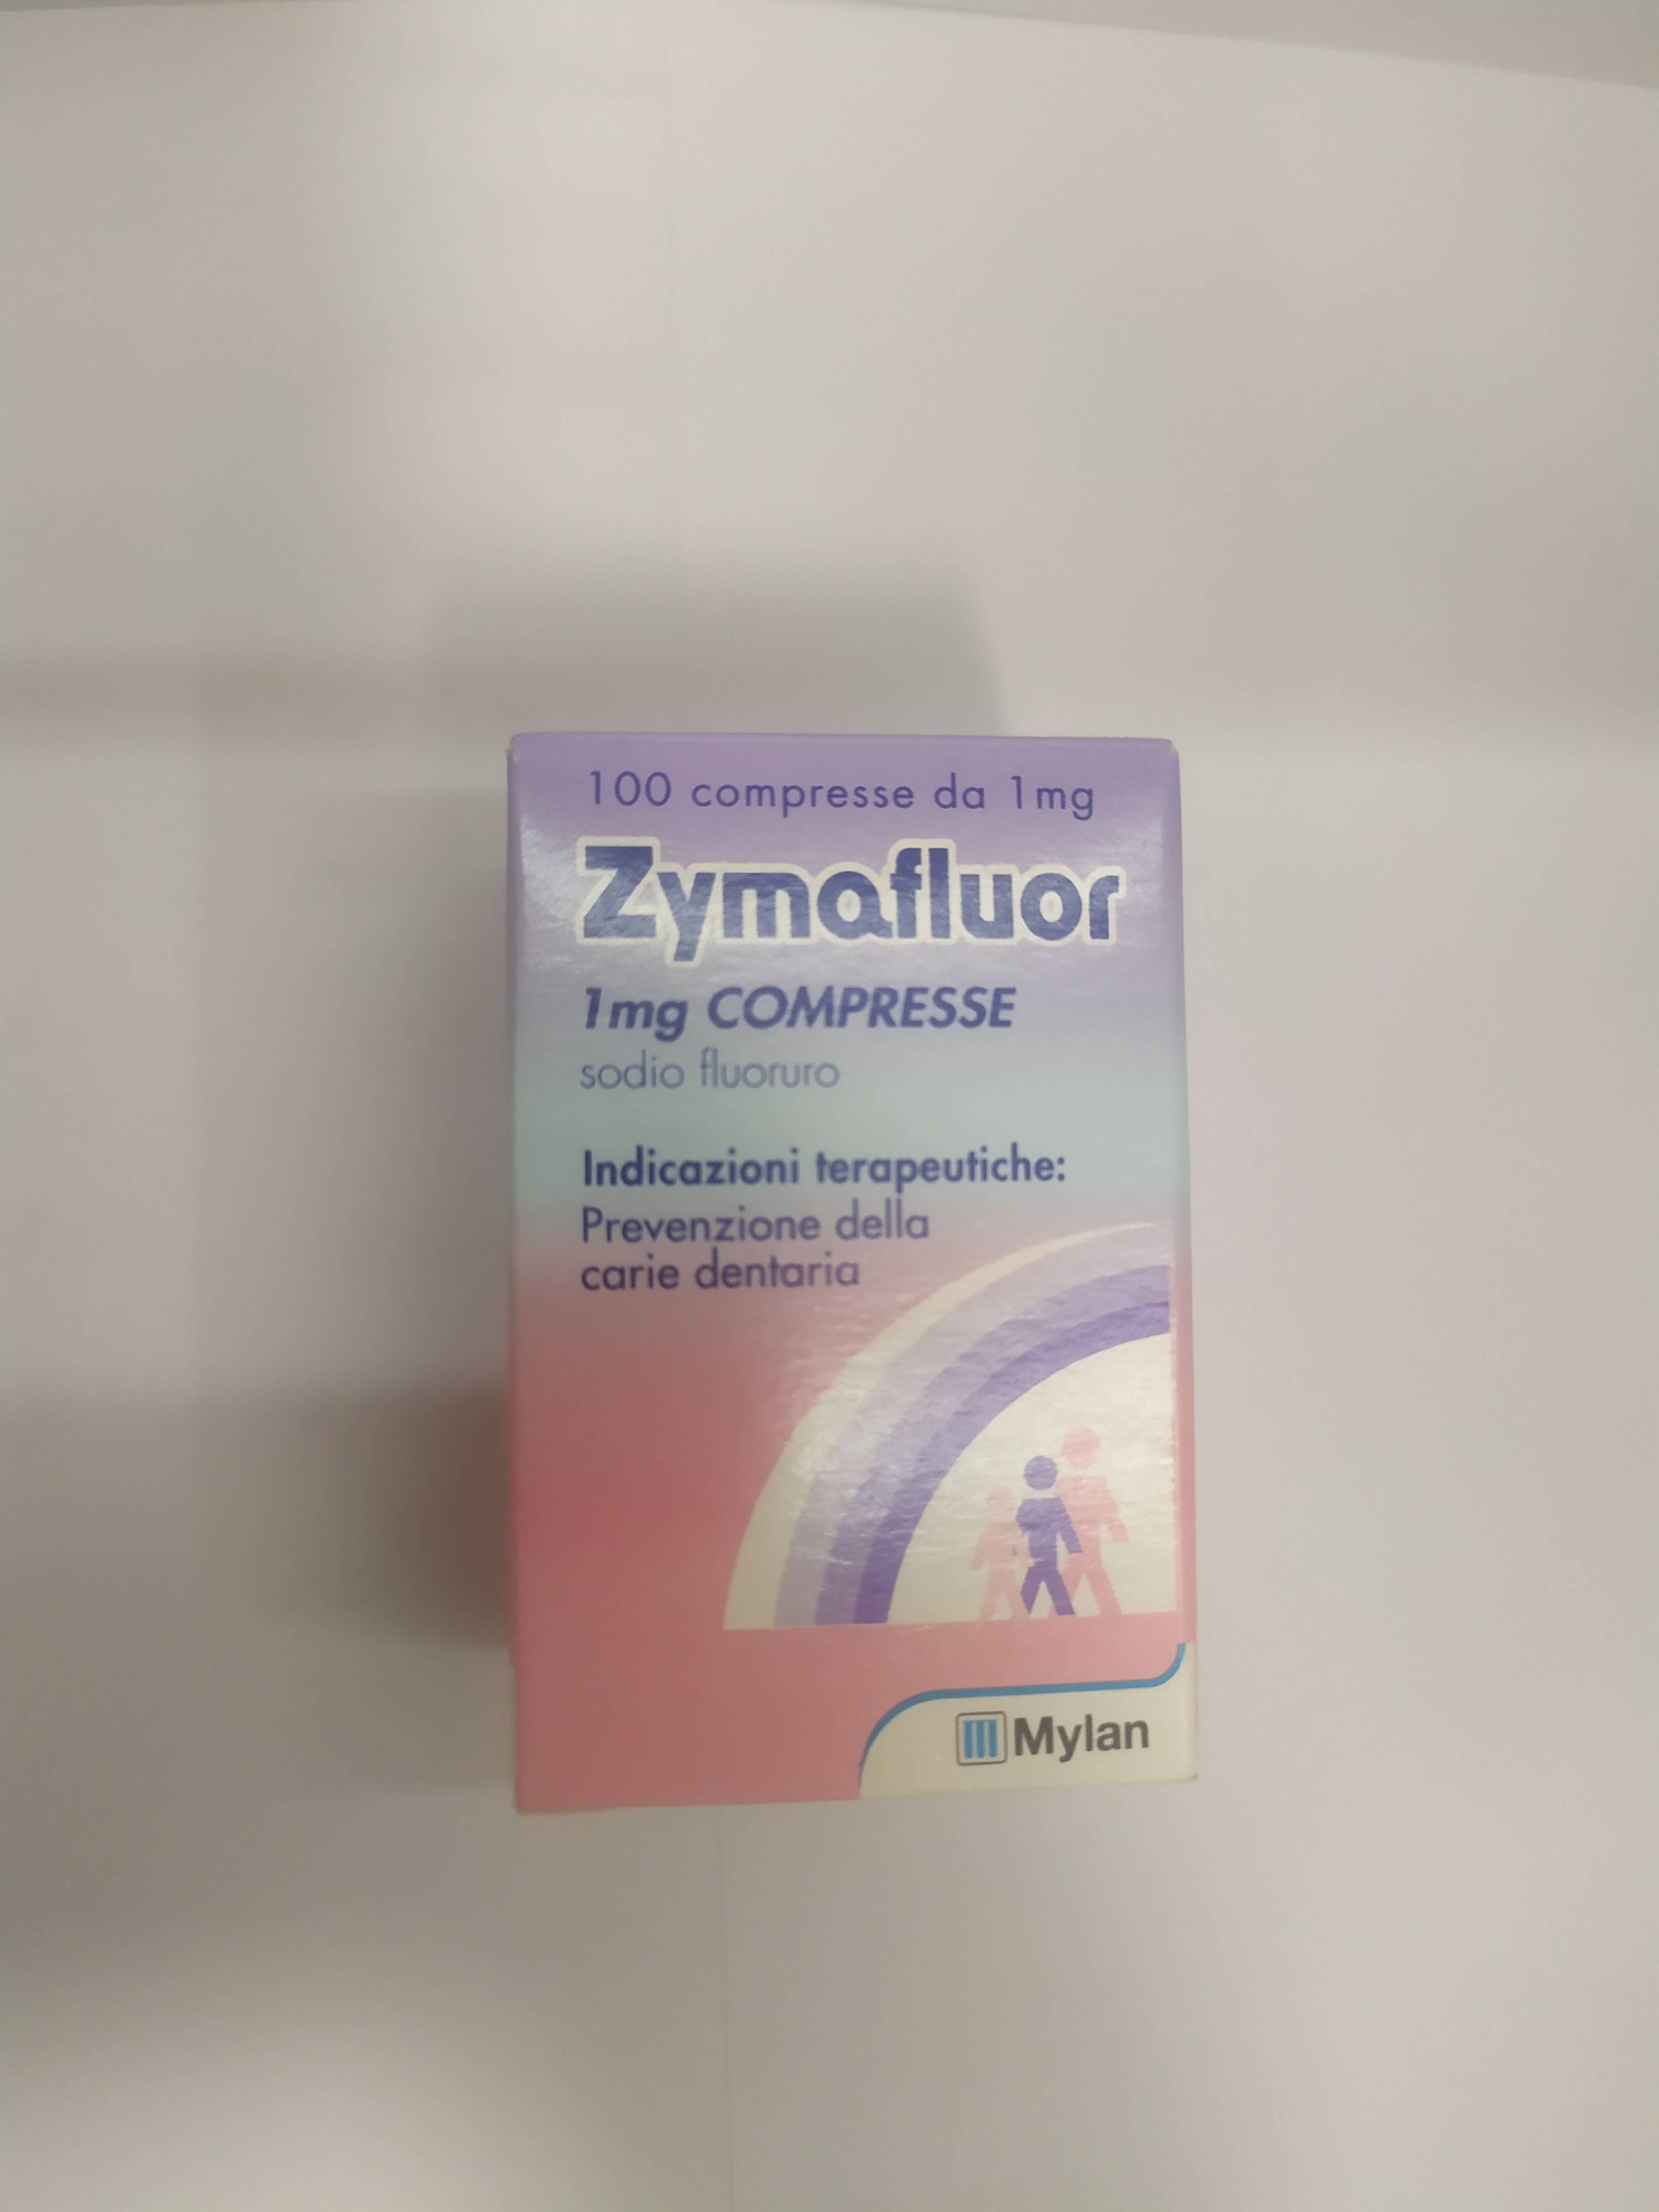 100 compresse da 1mg
Zymafluor
1mg COMPRESSE
sodio fluoruro
Indicazioni terapeutiche:
Prevenzione della
carie dentaria
Mylan